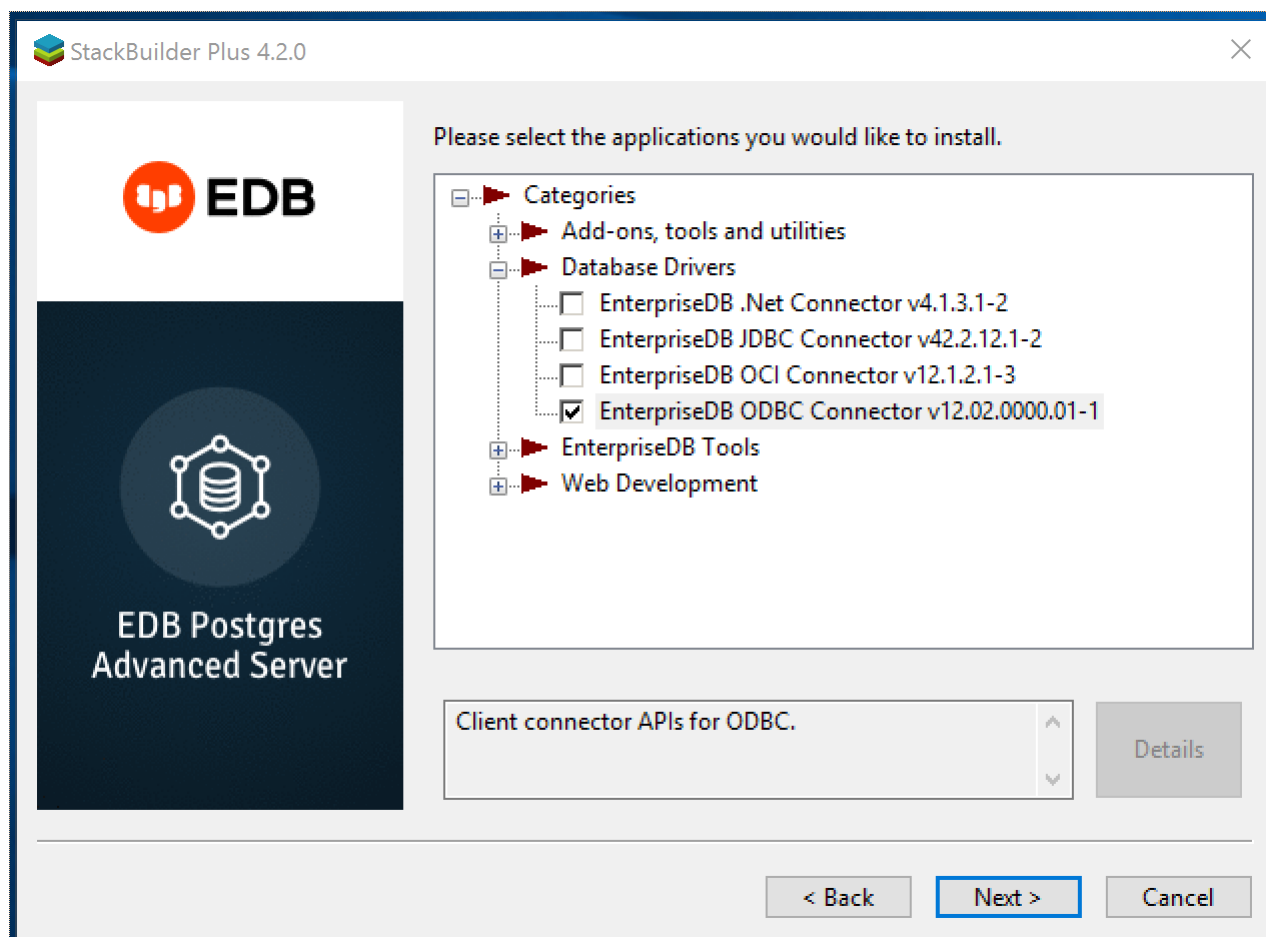 StackBuilder Plus 4.2.0
EDB
EDB Postgres
Advanced Server
Please select the applications you would like to install.
Categories
Add-ons, tools and utilities
Database Drivers
EnterpriseDB .Net Connector v4.1.3.1-2
EnterpriseDB JDBC Connector v42.2.12.1-2
EnterpriseDB OCI Connector v12.1.2.1-3
EnterpriseDB ODBC Connector v12.02.0000.01-1
EnterpriseDB Tools
Web Development
Client connector APIs for ODBC.
Details
< Back
Next >
Cancel